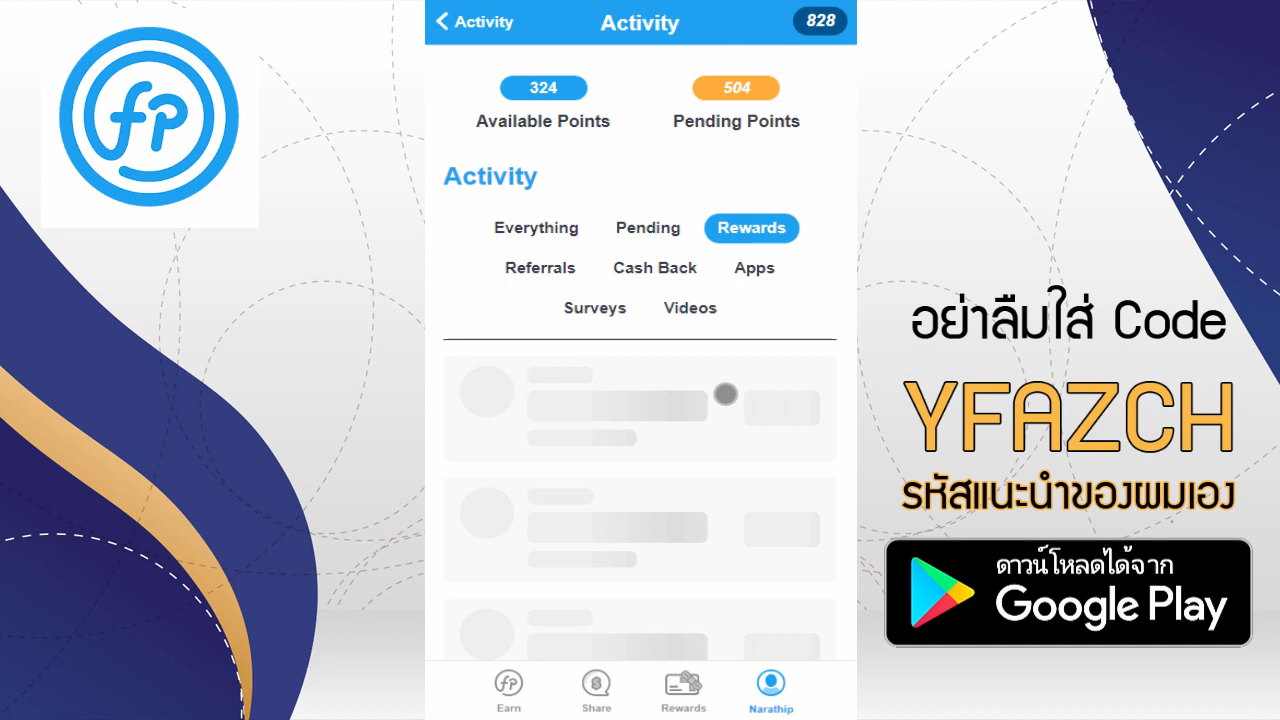 fp
Activity
Activity
828
324
504
Available Points
Pending Points
Activity
Everything
Pending
Rewards
Referrals
Cash Back
Apps
Surveys
Videos
fp
Earn
Share
Rewards
Narathip
อย่าลืมใส่ Code
YFAZCH
รหัสแนะนำของผมเอง
ดาวน์โหลดได้จาก
Google Play